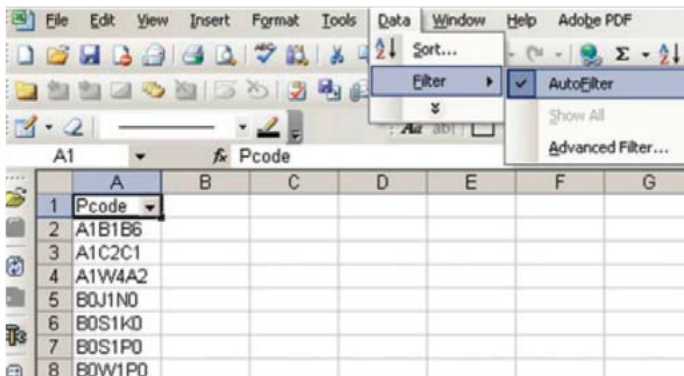 File Edit View Insert Format Tools Data Window Help Adobe PDF
Sort...
Filter
AutoFilter
Show All
Advanced Filter...
A1 fx Pcode
A B C D E F G
1 Pcode
2 A1B1B6
3 A1C2C1
4 A1W4A2
5 B0J1N0
6 B0S1K0
7 B0S1P0
8 B0W1P0